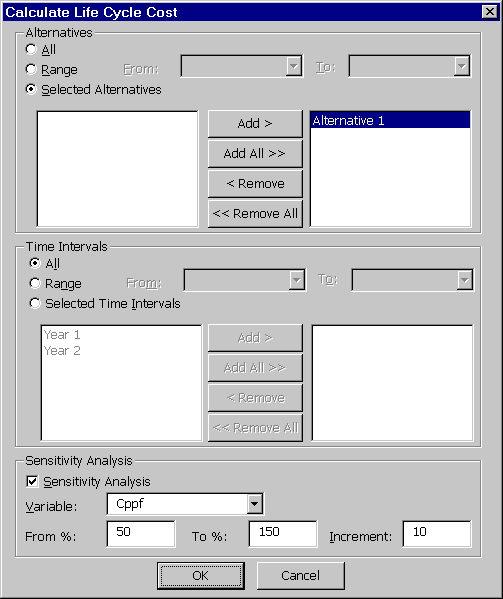 Calculate Life Cycle Cost
Alternatives
All
Range From: To:
Selected Alternatives
Add >
Alternative 1
Add All >>
< Remove
<< Remove All
Time Intervals
All
Range From: To:
Selected Time Intervals
Year 1
Year 2
Add >
Add All >>
< Remove
<< Remove All
Sensitivity Analysis
Sensitivity Analysis
Variable: Cppf
From %: 50 To %: 150 Increment: 10
OK Cancel